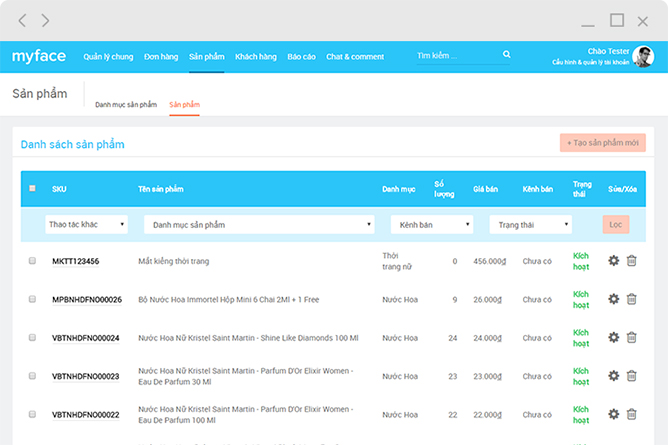 myface Quản lý chung Đơn hàng Sản phẩm Khách hàng Báo cáo Chat & comment Tìm kiếm ... Chào Tester
Cấu hình & quản lý tài khoản
Sản phẩm
Danh mục sản phẩm Sản phẩm
Danh sách sản phẩm + Tạo sản phẩm mới
SKU Tên sản phẩm Danh mục Số lượng Giá bán Kênh bán Trạng thái Sửa/Xóa
Thao tác khác Danh mục sản phẩm Kênh bán Trạng thái Lọc
MKTT123456 Mắt kiếng thời trang Thời trang nữ 0 456.000₫ Chưa có Kích hoạt
MPBNHDFNO00026 Bộ Nước Hoa Immortel Hộp Mini 6 Chai 2Ml + 1 Free Nước Hoa 9 26.000₫ Chưa có Kích hoạt
VBTNHDFNO00024 Nước Hoa Nữ Kristel Saint Martin - Shine Like Diamonds 100 Ml Nước Hoa 24 24.000₫ Chưa có Kích hoạt
VBTNHDFNO00023 Nước Hoa Nữ Kristel Saint Martin - Parfum D'Or Elixir Women - Eau De Parfum 30 Ml Nước Hoa 23 23.000₫ Chưa có Kích hoạt
VBTNHDFNO00022 Nước Hoa Nữ Kristel Saint Martin - Parfum D'Or Elixir Women - Eau De Parfum 100 Ml Nước Hoa 22 22.000₫ Chưa có Kích hoạt